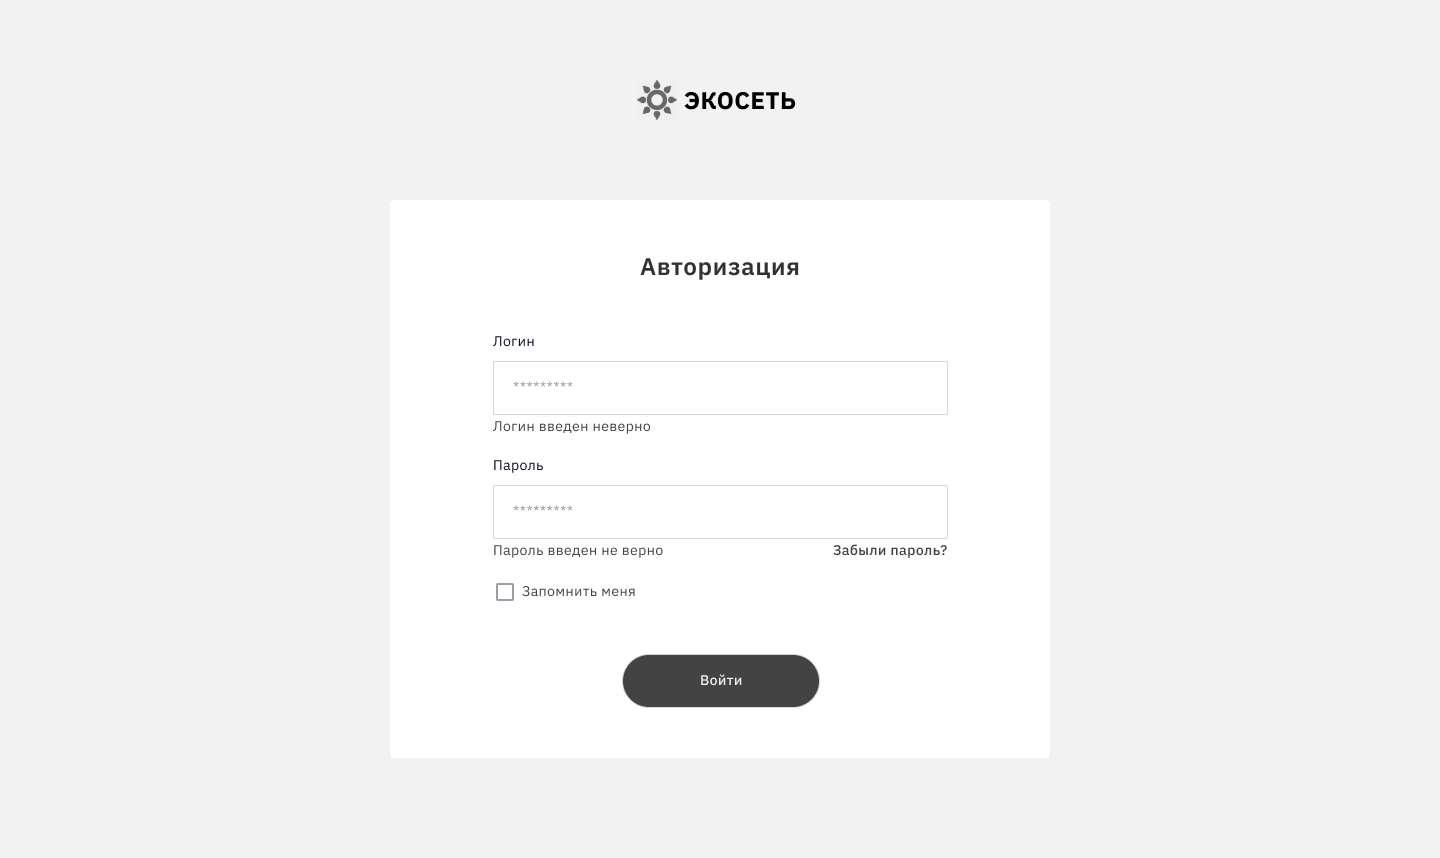 ЭКОСЕТЬ
Авторизация
Логин
*********
Логин введен неверно
Пароль
*********
Пароль введен не верно Забыли пароль?
Запомнить меня
Войти